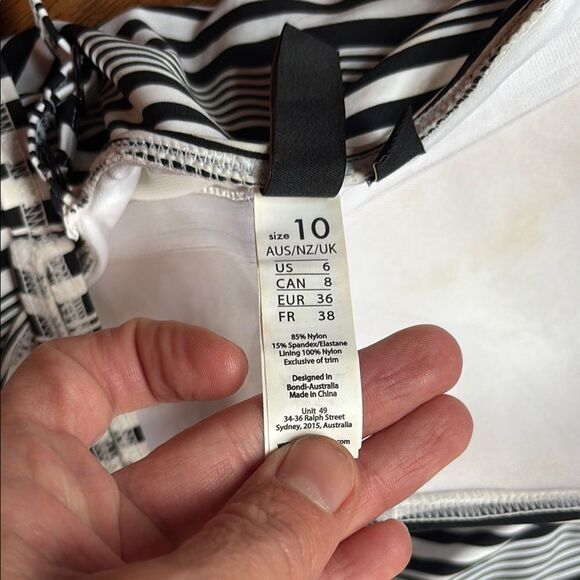 size 10
AUS/NZ/UK
US 6
CAN 8
EUR 36
FR 38
85% Nylon
15% Spandex/Elastane
Lining 100% Nylon
Exclusive of trim
Designed in
Bondi-Australia
Made in China
Unit 49
34-36 Ralph Street
Sydney, 2015, Australia